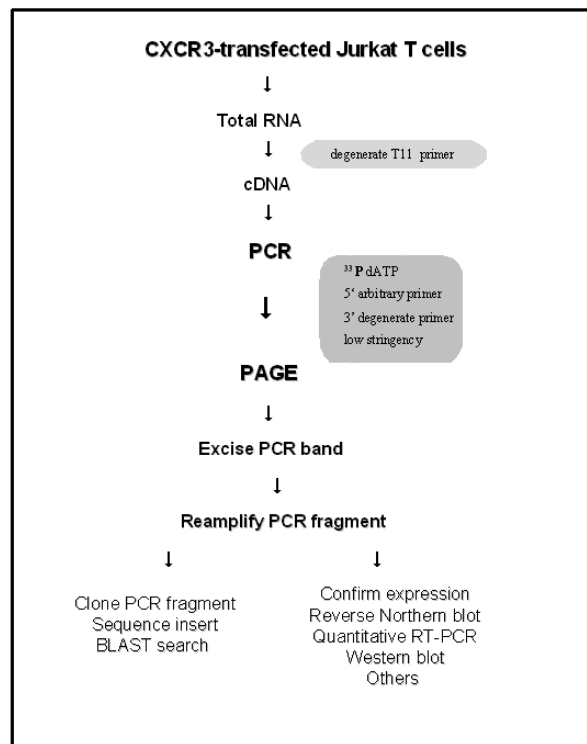 CXCR3-transfected Jurkat T cells
↓
Total RNA
↓
degenerate T11 primer
cDNA
↓
PCR
↓
³³P dATP
5‘ arbitrary primer
3’ degenerate primer
low stringency
PAGE
↓
Excise PCR band
↓
Reamplify PCR fragment
↓ ↓
Clone PCR fragment
Sequence insert
BLAST search
Confirm expression
Reverse Northern blot
Quantitative RT-PCR
Western blot
Others